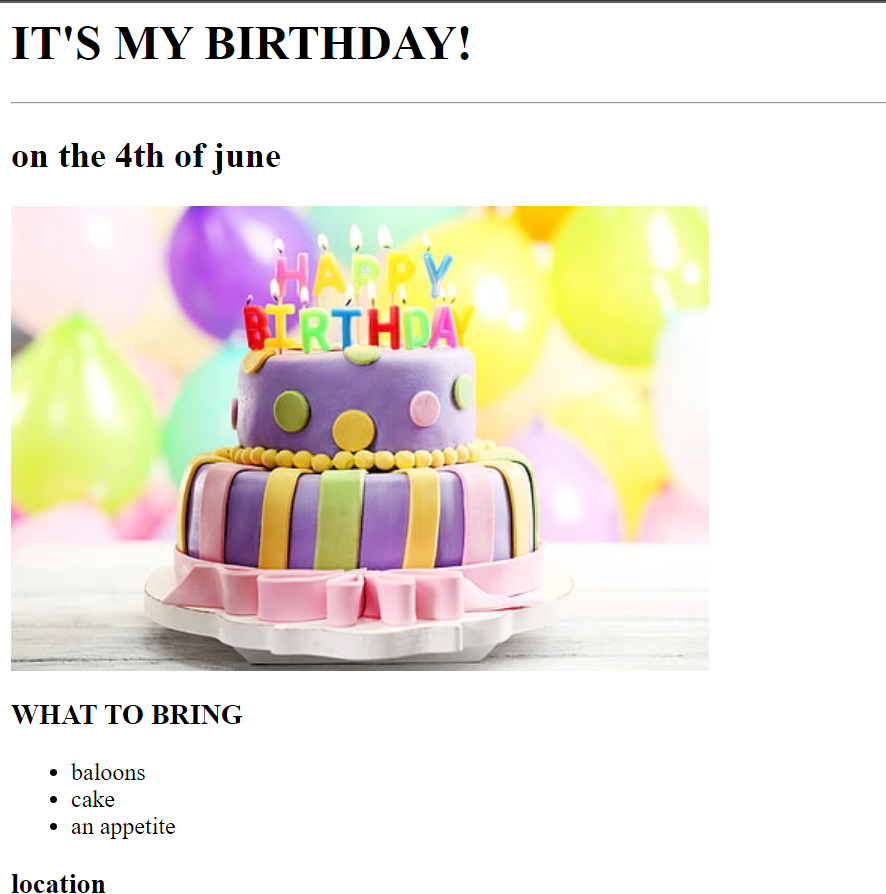 IT'S MY BIRTHDAY!
on the 4th of june
HAPPY
BIRTHDAY
WHAT TO BRING
baloons
cake
an appetite
location